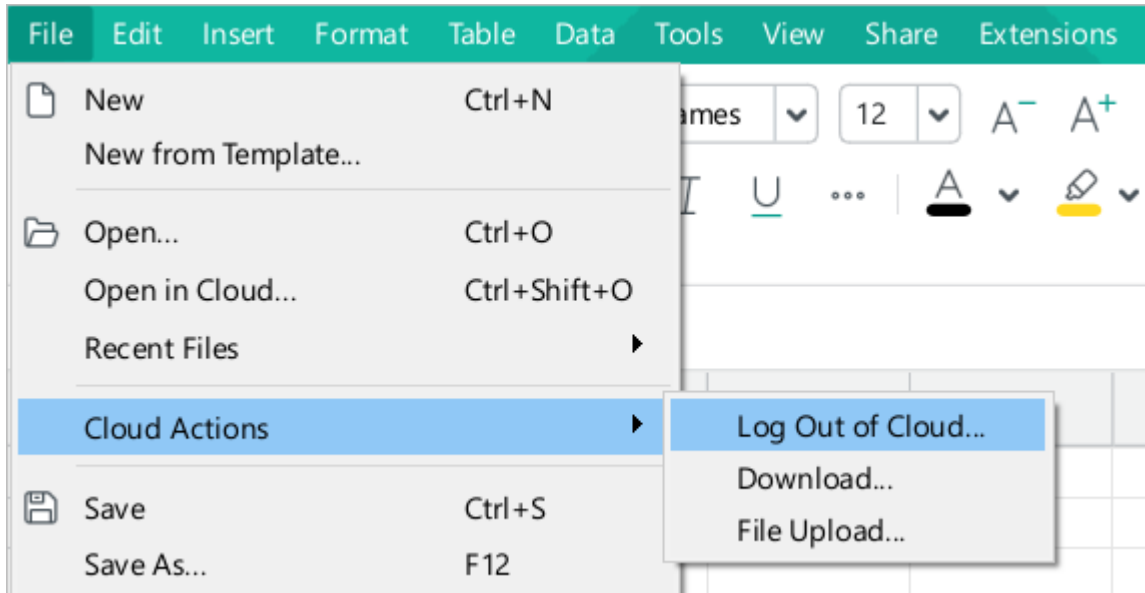 File Edit Insert Format Table Data Tools View Share Extensions
New Ctrl+N
New from Template...
Open... Ctrl+O
Open in Cloud... Ctrl+Shift+O
Recent Files
Cloud Actions
Save Ctrl+S
Save As... F12
Log Out of Cloud...
Download...
File Upload...
ames 12 A A
I U A